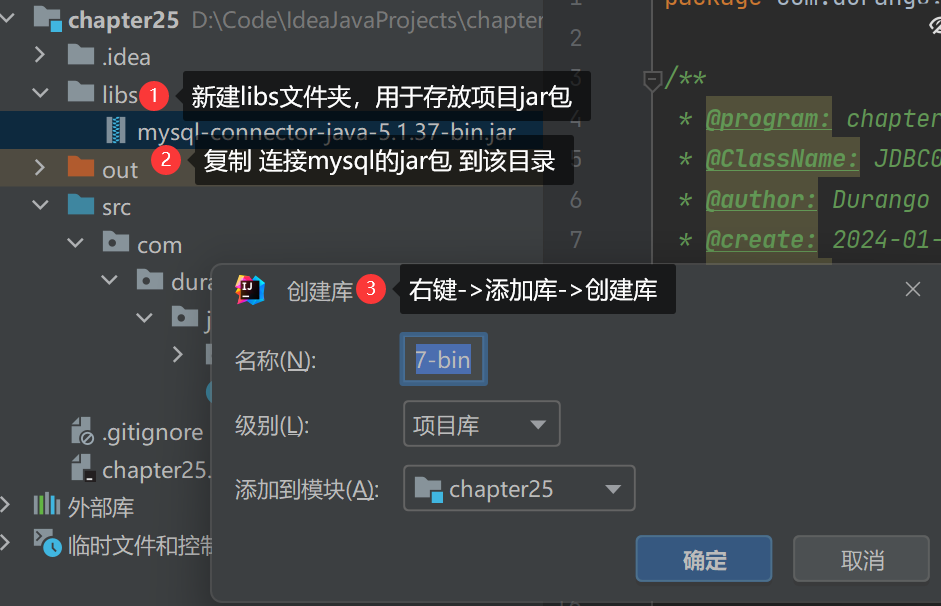 chapter25 D:\Code\IdeaJavaProjects\chapter
.idea
libs 1 新建libs文件夹，用于存放项目jar包
mysql-connector-java-5.1.37-bin.jar
out 2 复制 连接mysql的jar包 到该目录
src
com
dura
j
.gitignore
chapter25.
外部库
临时文件和控制
1 package com.durango.
2
3 /**
4 * @program: chapter
5 * @ClassName: JDBC0
6 * @author: Durango
7 * @create: 2024-01-
IJ 创建库 3 右键->添加库->创建库
名称(N): 7-bin
级别(L): 项目库
添加到模块(A): chapter25
确定 取消